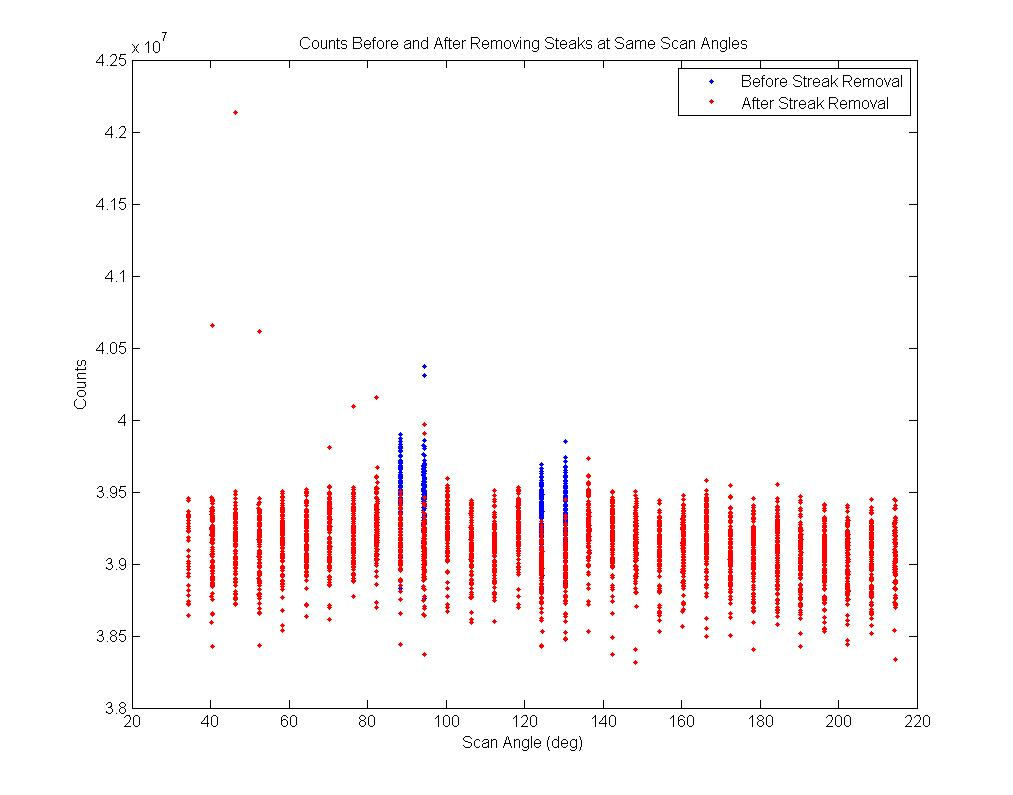 Counts Before and After Removing Steaks at Same Scan Angles
x 10^7
4.25
4.2
4.15
4.1
4.05
4
3.95
3.9
3.85
3.8
Counts
Before Streak Removal
After Streak Removal
20 40 60 80 100 120 140 160 180 200 220
Scan Angle (deg)